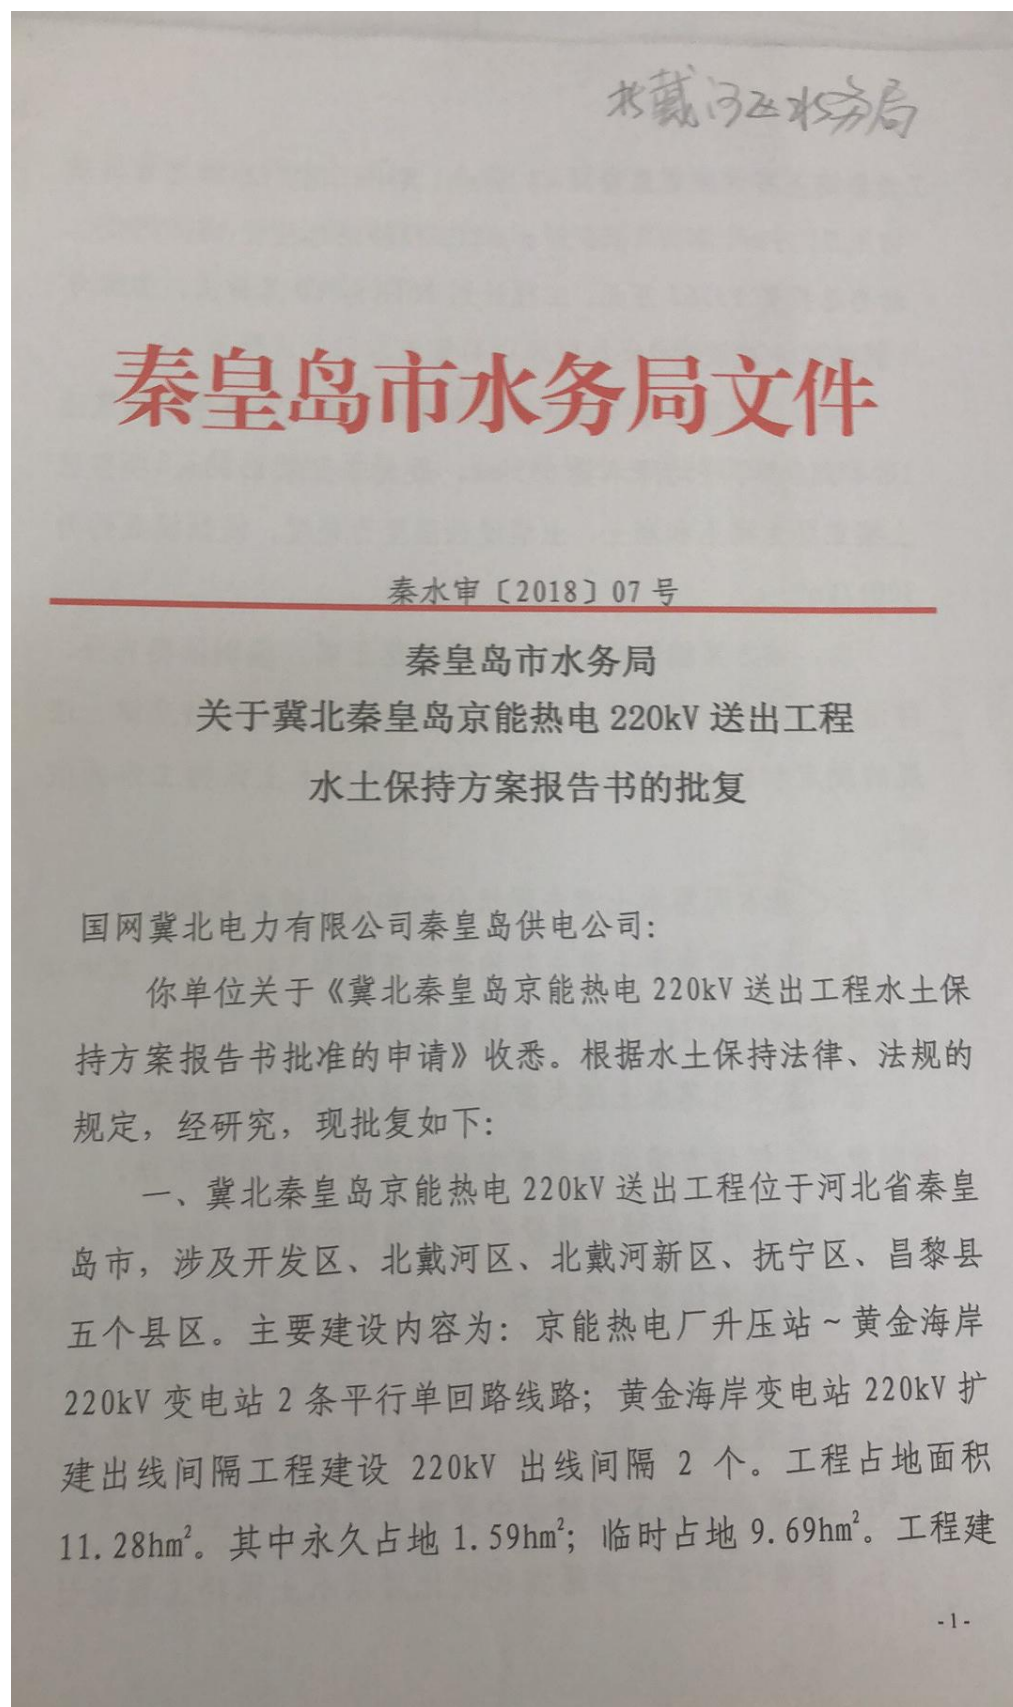 北戴河区水务局
秦皇岛市水务局文件
秦水审〔2018〕07号
秦皇岛市水务局
关于冀北秦皇岛京能热电220kV送出工程
水土保持方案报告书的批复
国网冀北电力有限公司秦皇岛供电公司：
你单位关于《冀北秦皇岛京能热电220kV送出工程水土保
持方案报告书批准的申请》收悉。根据水土保持法律、法规的
规定，经研究，现批复如下：
一、冀北秦皇岛京能热电220kV送出工程位于河北省秦皇
岛市，涉及开发区、北戴河区、北戴河新区、抚宁区、昌黎县
五个县区。主要建设内容为：京能热电厂升压站～黄金海岸
220kV变电站2条平行单回路线路；黄金海岸变电站220kV扩
建出线间隔工程建设 220kV 出线间隔 2 个。工程占地面积
11.28hm²。其中永久占地1.59hm²；临时占地9.69hm²。工程建
-1-